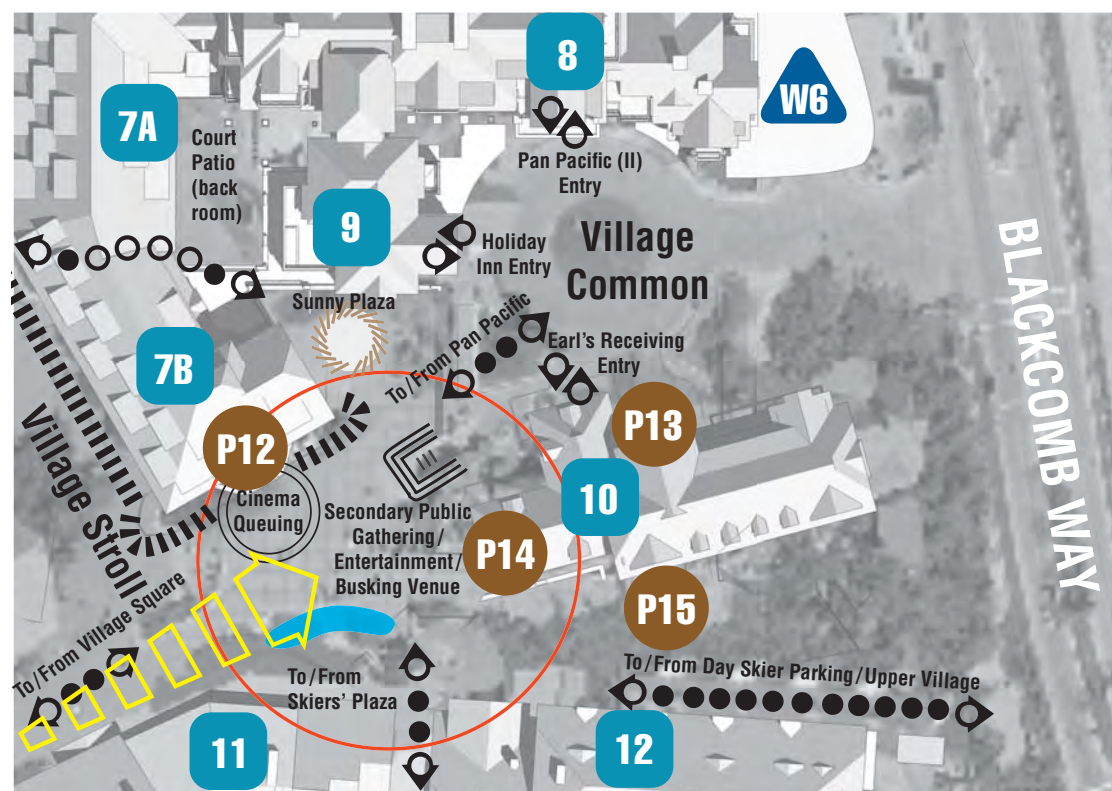 8
W6
7A
Court
Patio
(back
room)
Pan Pacific (II)
Entry
9
Holiday
Inn Entry
Village
Common
BLACKCOMB WAY
Sunny Plaza
To/From Pan Pacific
Earl's Receiving
Entry
7B
P12
P13
Village Stroll
Cinema
Queuing
10
Secondary Public
Gathering/
Entertainment/
Busking Venue
P14
P15
To/From Village Square
To/From
Skiers' Plaza
To/From Day Skier Parking/Upper Village
11
12